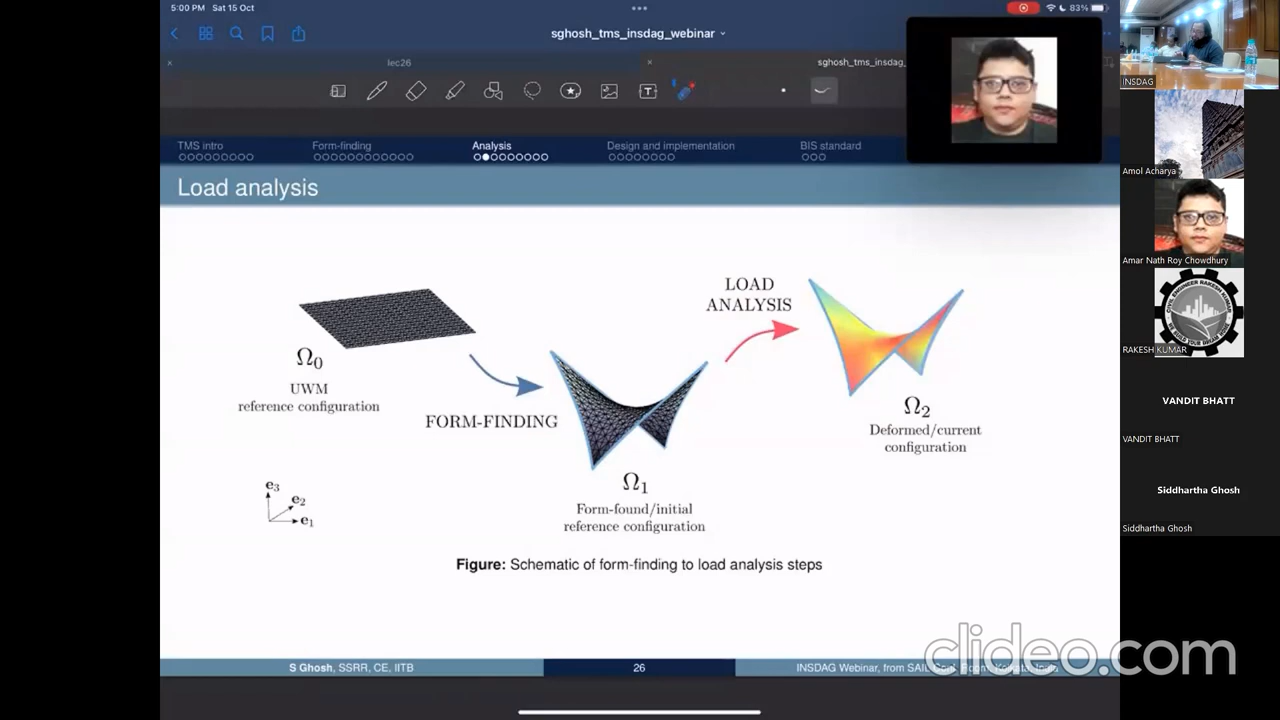 5:00 PM Sat 15 Oct
83%
sghosh_tms_insdag_webinar
lec26
sghosh_tms_insdag_
T
TMS intro
Form-finding
Analysis
Design and implementation
BIS standard
Load analysis
Ω0
UWM
reference configuration
FORM-FINDING
Ω1
Form-found/initial
reference configuration
LOAD
ANALYSIS
Ω2
Deformed/current
configuration
e3
e2
e1
Figure: Schematic of form-finding to load analysis steps
S Ghosh, SSRR, CE, IITB
26
INSDAG Webinar, from SAIL Conf. Room, Kolkata, India
clideo.com
INSDAG
Amol Acharya
Amar Nath Roy Chowdhury
RAKESH KUMAR
VANDIT BHATT
VANDIT BHATT
Siddhartha Ghosh
Siddhartha Ghosh